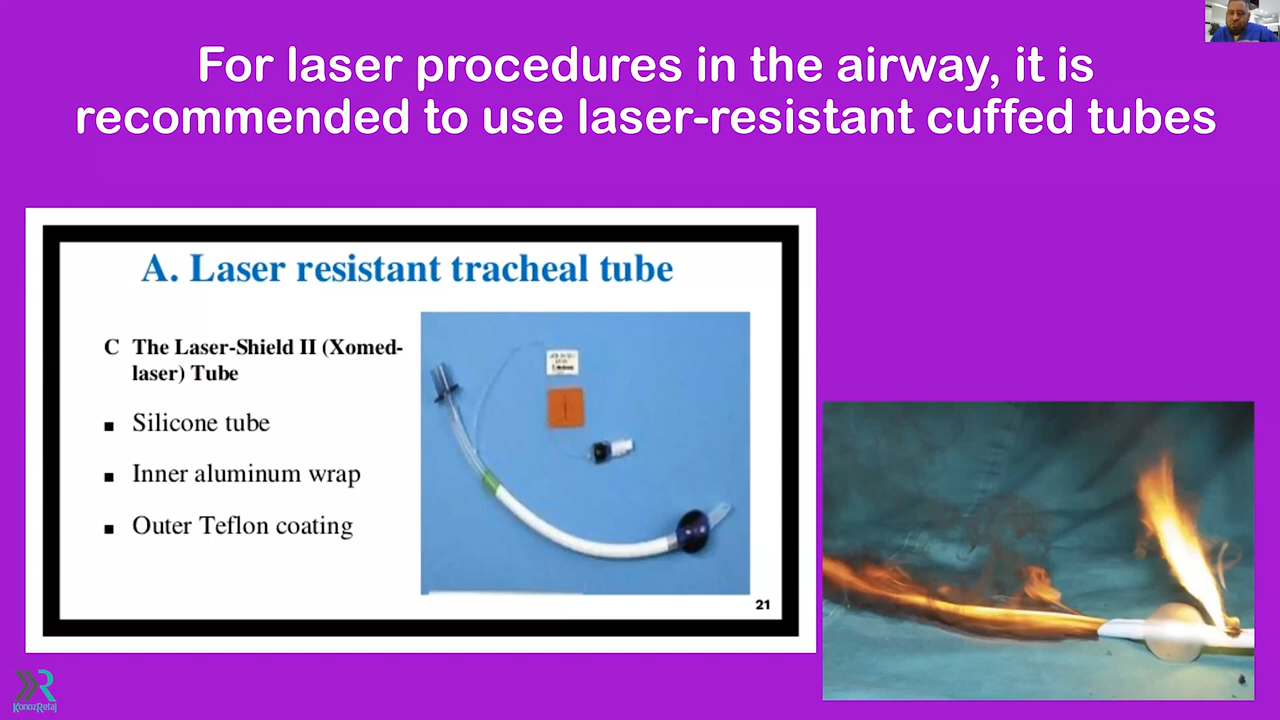 For laser procedures in the airway, it is
recommended to use laser-resistant cuffed tubes
A. Laser resistant tracheal tube
C The Laser-Shield II (Xomed-
laser) Tube
▪ Silicone tube
▪ Inner aluminum wrap
▪ Outer Teflon coating
21
KonozRetaj